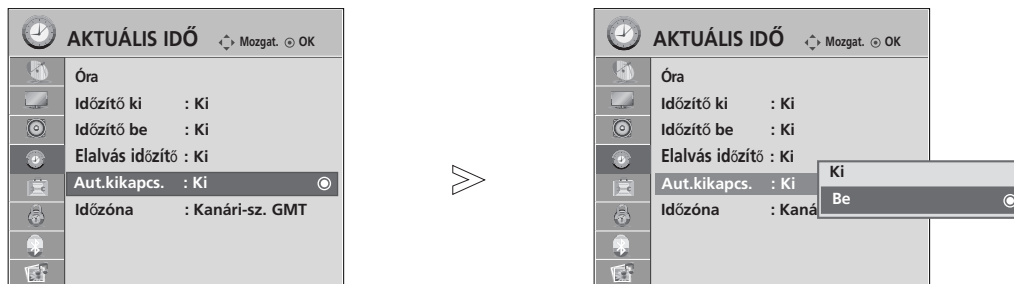 AKTUÁLIS IDŐ Mozgat. OK
Óra
Időzítő ki : Ki
Időzítő be : Ki
Elalvás időzítő : Ki
Aut.kikapcs. : Ki
Időzóna : Kanári-sz. GMT
AKTUÁLIS IDŐ Mozgat. OK
Óra
Időzítő ki : Ki
Időzítő be : Ki
Elalvás időzítő : Ki
Aut.kikapcs. : Ki
Időzóna : Kaná
Ki
Be